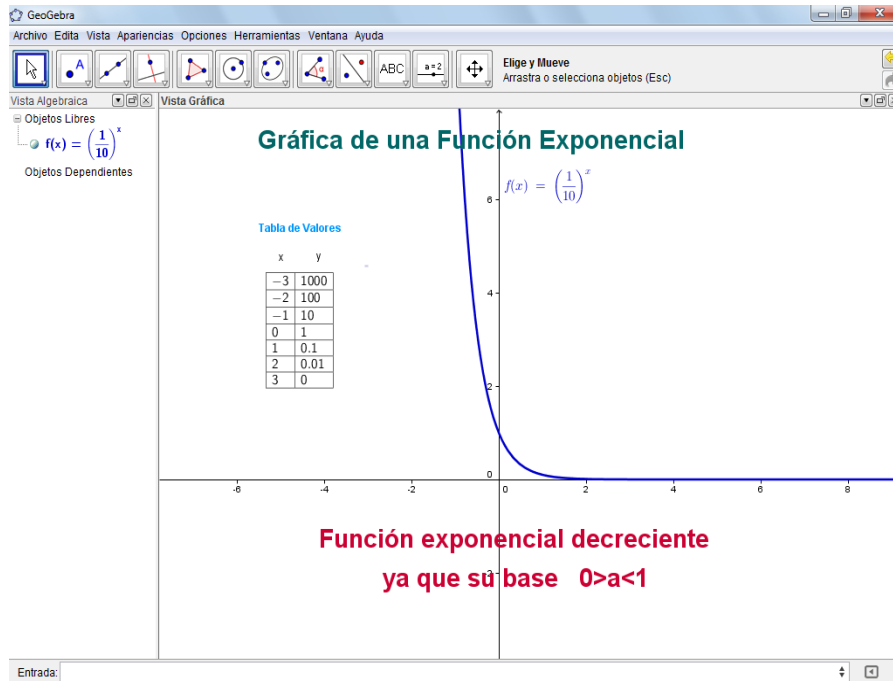 GeoGebra
Archivo Edita Vista Apariencias Opciones Herramientas Ventana Ayuda
A
α
ABC
a=2
Elige y Mueve
Arrastra o selecciona objetos (Esc)
Vista Algebraica
Vista Gráfica
Objetos Libres
f(x) = (1/10)^x
Objetos Dependientes
Gráfica de una Función Exponencial
f(x) = (1/10)^x
Tabla de Valores
x y
−3 1000
−2 100
−1 10
0 1
1 0.1
2 0.01
3 0
6
4
2
0
-6 -4 -2 0 2 4 6 8
-2
Función exponencial decreciente
ya que su base 0>a<1
Entrada: